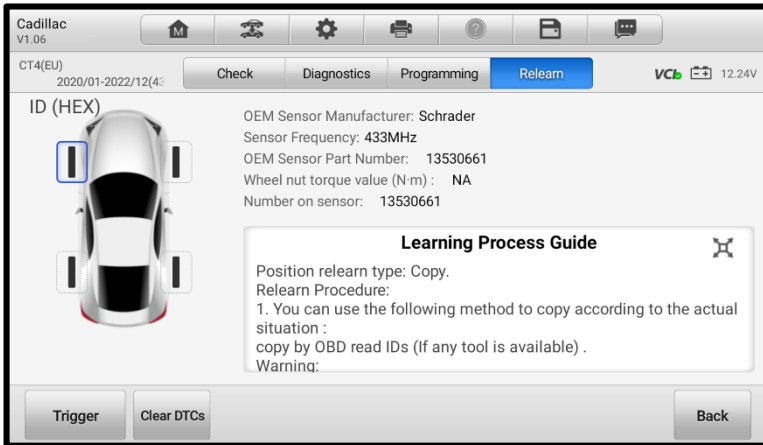 Cadillac
V1.06
M
CT4(EU)
2020/01-2022/12(43
Check
Diagnostics
Programming
Relearn
VCI
12.24V
ID (HEX)
OEM Sensor Manufacturer: Schrader
Sensor Frequency: 433MHz
OEM Sensor Part Number: 13530661
Wheel nut torque value (N·m) : NA
Number on sensor: 13530661
Learning Process Guide
Position relearn type: Copy.
Relearn Procedure:
1. You can use the following method to copy according to the actual
situation :
copy by OBD read IDs (If any tool is available) .
Warning:
Trigger
Clear DTCs
Back